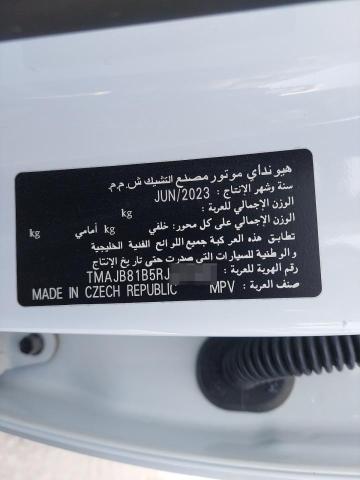 هيونداي موتور مصنع التشيك ش.م.م.
سنة وشهر الإنتاج: JUN/2023
الوزن الإجمالي للعربة: kg
الوزن الإجمالي على كل محور: خلفي kg أمامي kg
تطابق هذه المركبة جميع اللوائح الفنية الخليجية
والوطنية للسيارات التي صدرت حتى تاريخ الإنتاج
رقم الهوية للعربة: TMAJB81B5RJ
صنف العربة: MPV MADE IN CZECH REPUBLIC